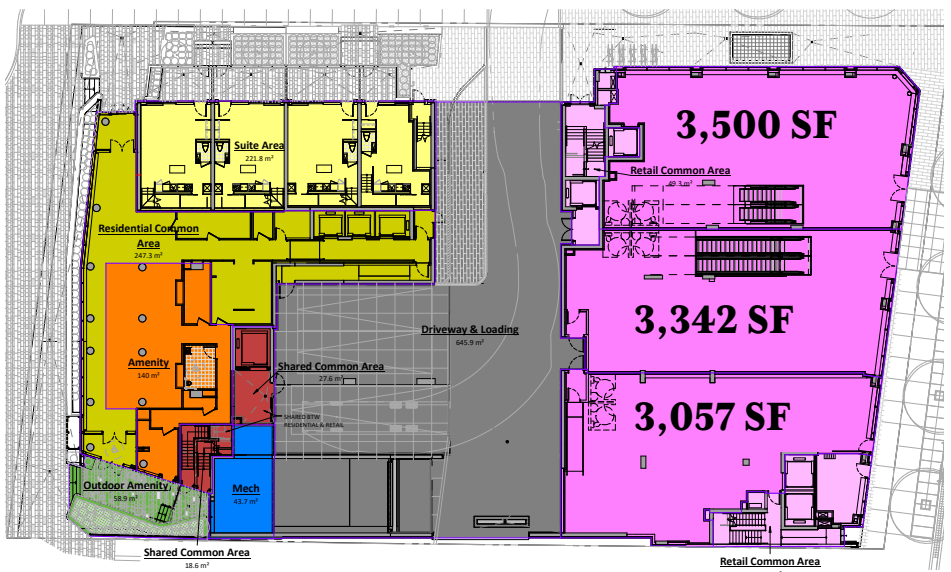 3,500 SF
Suite Area
221.8 m²
Retail Common Area
49.3 m²
Residential Common
Area
247.3 m²
3,342 SF
Driveway & Loading
645.9 m²
Amenity
140 m²
Shared Common Area
27.6 m²
3,057 SF
SHARED BTW
RESIDENTIAL & RETAIL
Outdoor Amenity
58.9 m²
Mech
43.7 m²
Shared Common Area
18.6 m²
Retail Common Area